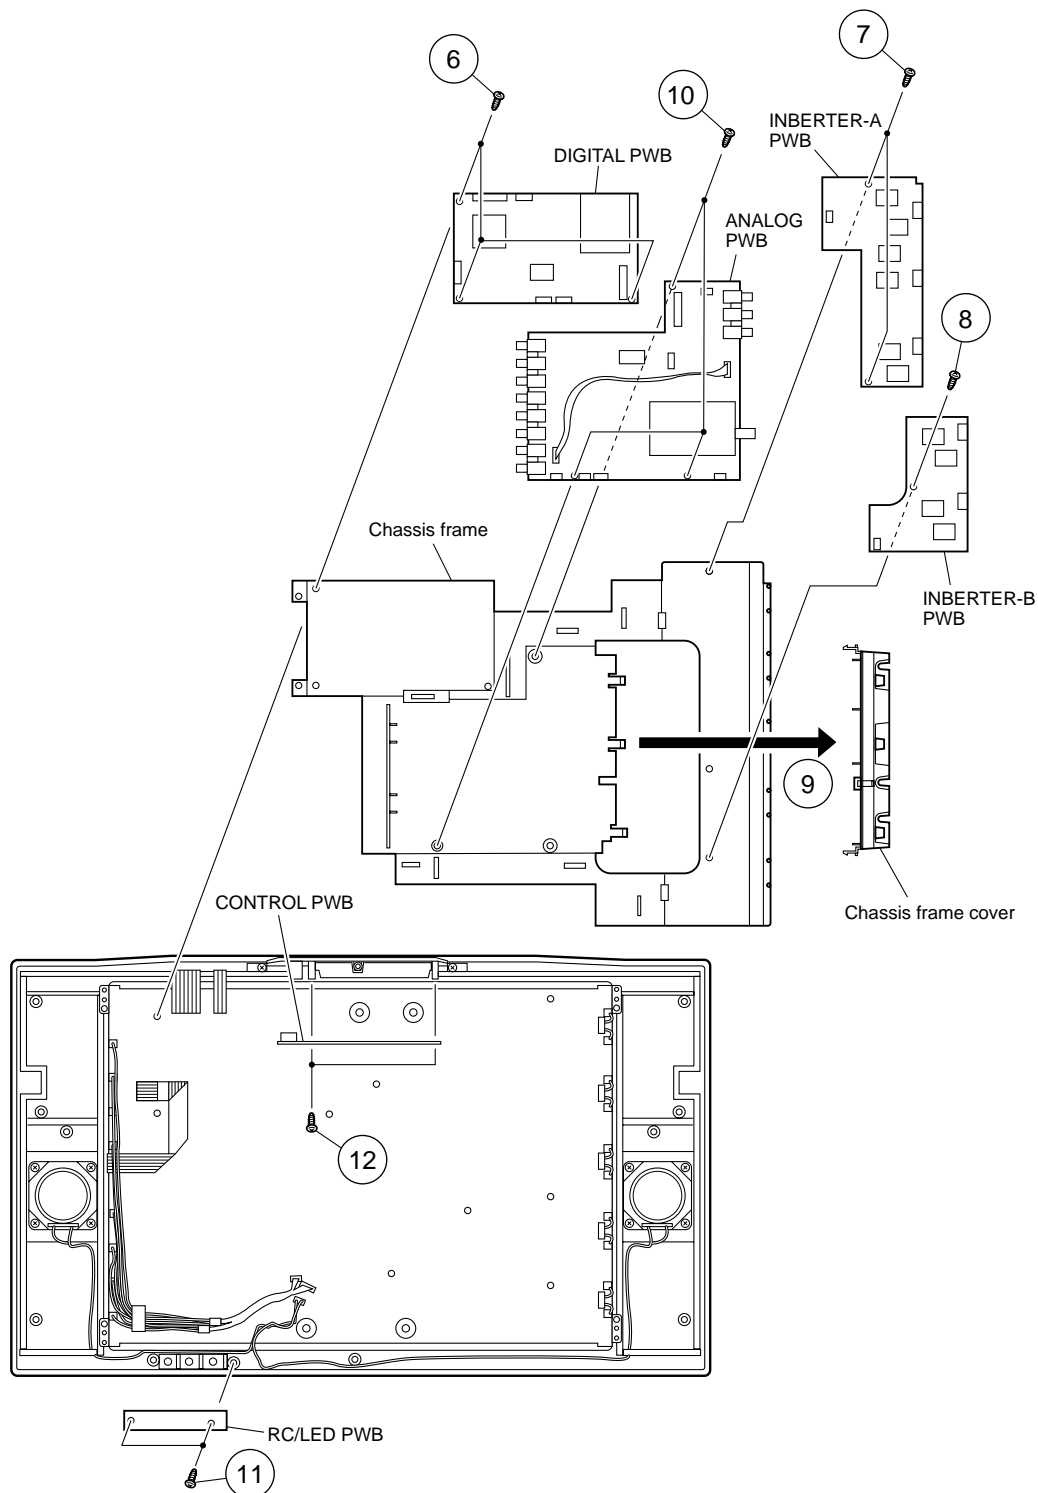 7
6
10
INBERTER-A
PWB
DIGITAL PWB
ANALOG
PWB
8
Chassis frame
INBERTER-B
PWB
9
CONTROL PWB
Chassis frame cover
12
RC/LED PWB
11